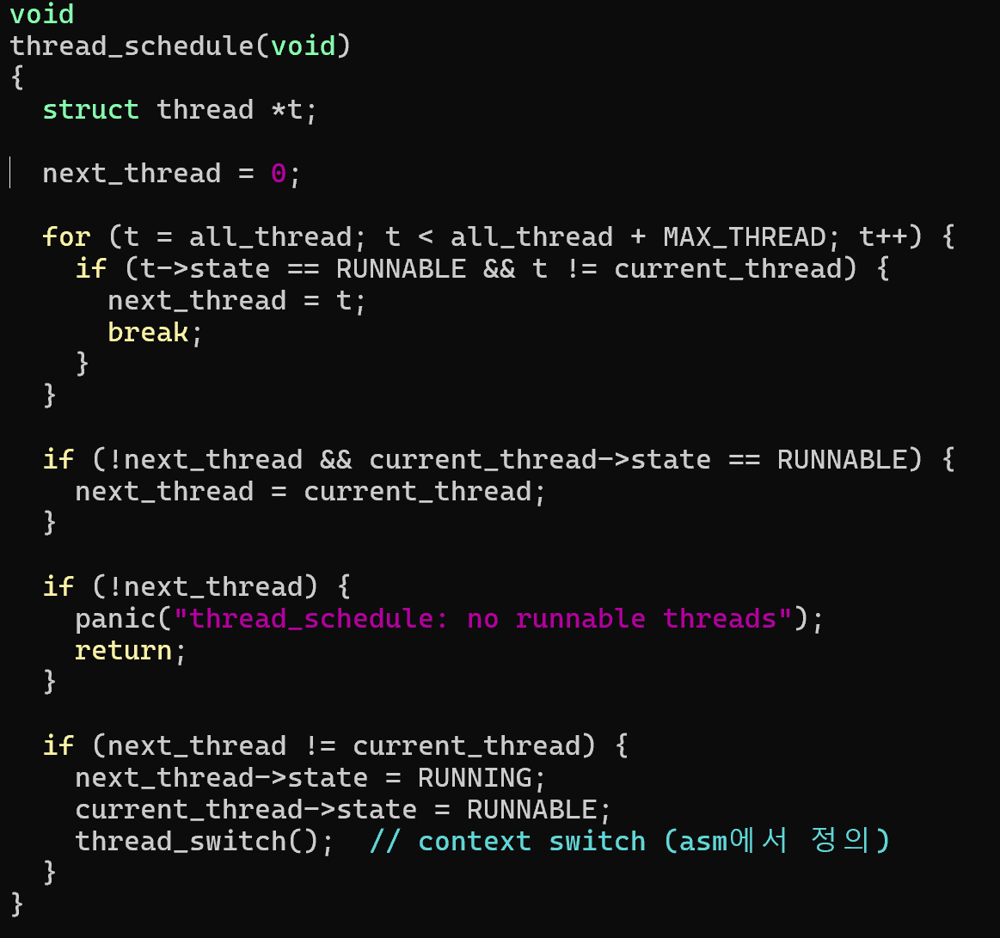 void
thread_schedule(void)
{
  struct thread *t;

  next_thread = 0;

  for (t = all_thread; t < all_thread + MAX_THREAD; t++) {
    if (t->state == RUNNABLE && t != current_thread) {
      next_thread = t;
      break;
    }
  }

  if (!next_thread && current_thread->state == RUNNABLE) {
    next_thread = current_thread;
  }

  if (!next_thread) {
    panic("thread_schedule: no runnable threads");
    return;
  }

  if (next_thread != current_thread) {
    next_thread->state = RUNNING;
    current_thread->state = RUNNABLE;
    thread_switch();  // context switch (asm에서 정의)
  }
}